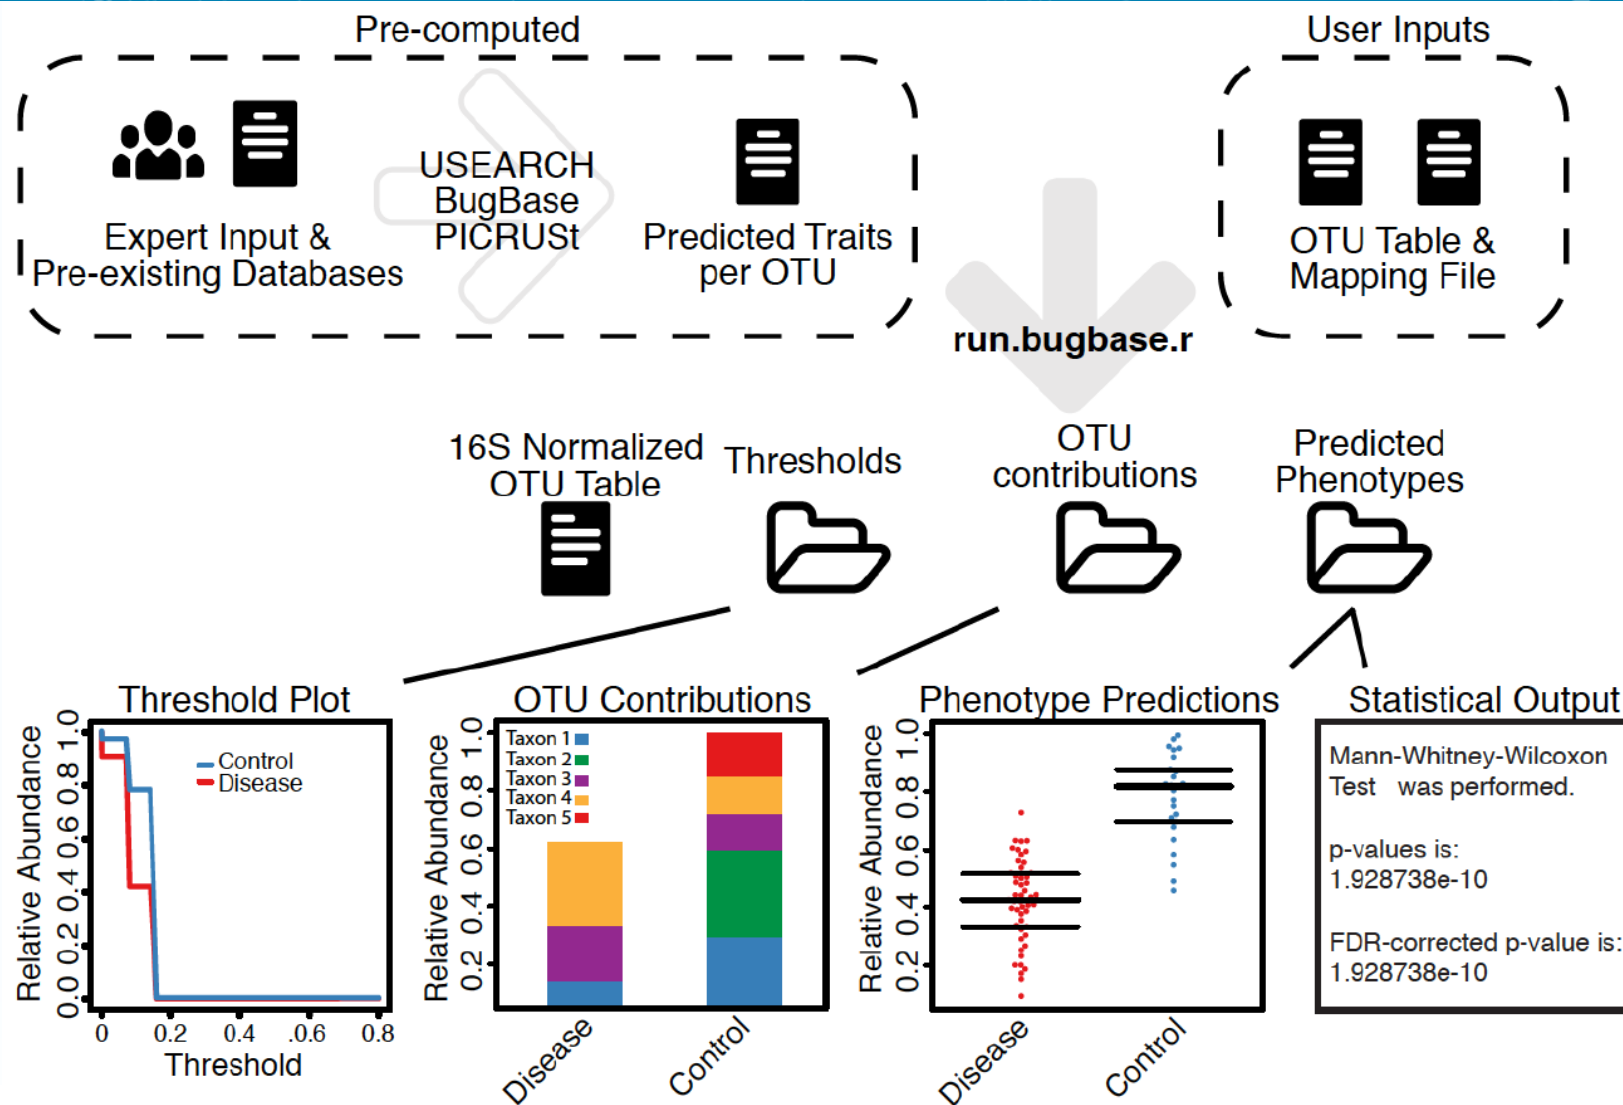 Pre-computed
User Inputs
USEARCH
BugBase
PICRUSt
Expert Input &
Pre-existing Databases
Predicted Traits
per OTU
OTU Table &
Mapping File
run.bugbase.r
16S Normalized
OTU Table
Thresholds
OTU
contributions
Predicted
Phenotypes
Threshold Plot
Relative Abundance
1.0
0.8
0.6
0.4
0.2
0.0
Control
Disease
0 0.2 0.4 .0.6 0.8
Threshold
OTU Contributions
Relative Abundance
1.0
0.8
0.6
0.4
0.2
Taxon 1
Taxon 2
Taxon 3
Taxon 4
Taxon 5
Disease
Control
Phenotype Predictions
Relative Abundance
1.0
0.8
0.6
0.4
0.2
Disease
Control
Statistical Output
Mann-Whitney-Wilcoxon
Test was performed.
p-values is:
1.928738e-10
FDR-corrected p-value is:
1.928738e-10